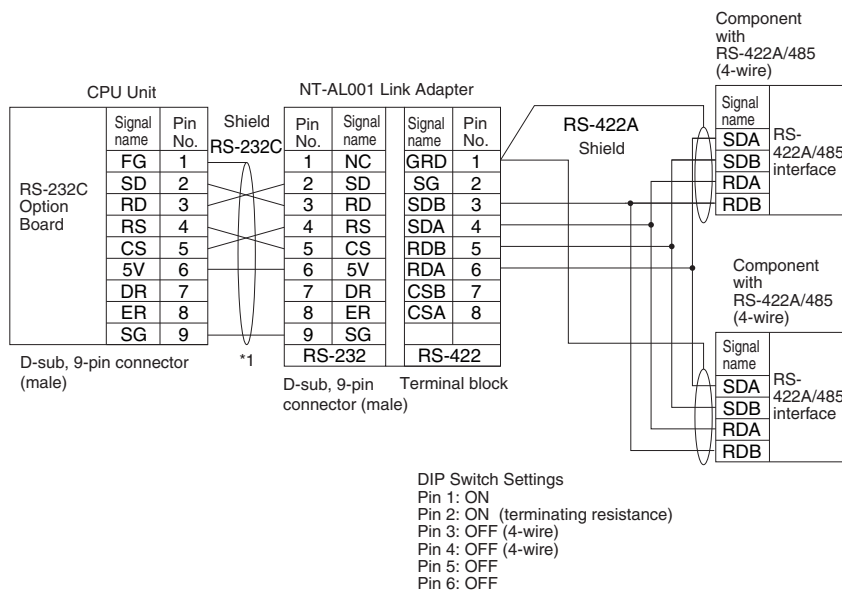 Component
with
RS-422A/485
(4-wire)
CPU Unit
NT-AL001 Link Adapter
Signal
name
Pin
No.
Shield
RS-232C
Pin
No.
Signal
name
Signal
name
Pin
No.
RS-422A
Shield
Signal
name
SDA
SDB
RDA
RDB
RS-
422A/485
interface
RS-232C
Option
Board
FG 1 1 NC GRD 1
SD 2 2 SD SG 2
RD 3 3 RD SDB 3
RS 4 4 RS SDA 4
CS 5 5 CS RDB 5
5V 6 6 5V RDA 6
DR 7 7 DR CSB 7
ER 8 8 ER CSA 8
SG 9 9 SG
RS-232 RS-422
D-sub, 9-pin connector
(male)
*1
D-sub, 9-pin
connector (male)
Terminal block
Component
with
RS-422A/485
(4-wire)
Signal
name
SDA
SDB
RDA
RDB
RS-
422A/485
interface
DIP Switch Settings
Pin 1: ON
Pin 2: ON (terminating resistance)
Pin 3: OFF (4-wire)
Pin 4: OFF (4-wire)
Pin 5: OFF
Pin 6: OFF